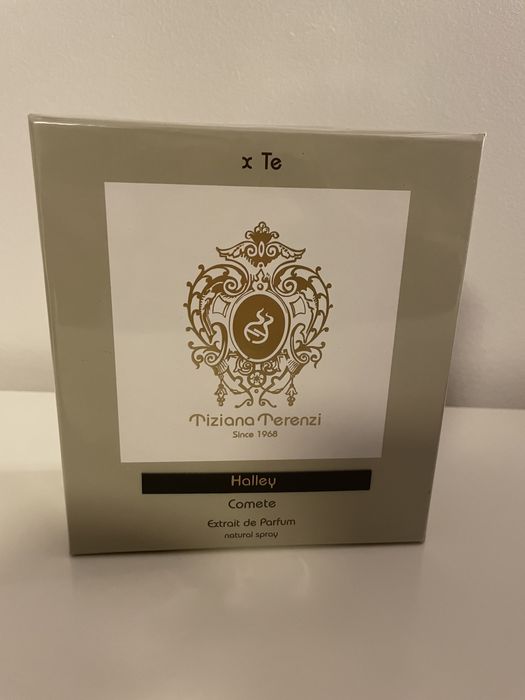 x Te
Tiziana Terenzi
Since 1968
Halley
Comete
Extrait de Parfum
natural spray